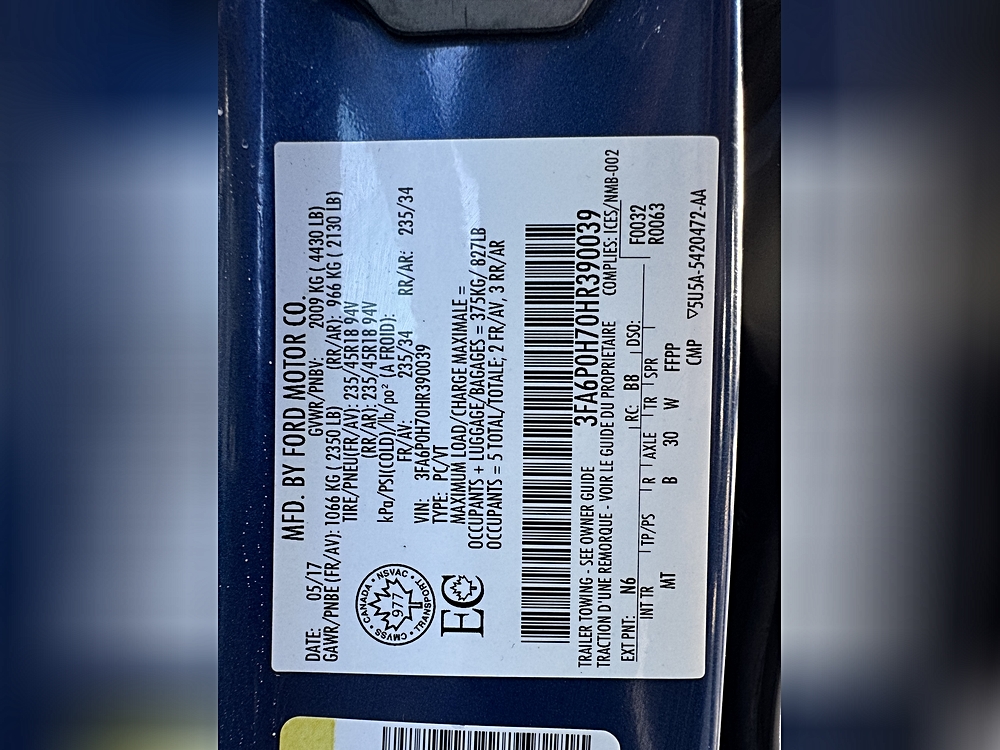 MFD. BY FORD MOTOR CO.
DATE: 05/17 GVWR/PNBV: 2009 KG ( 4430 LB)
GAWR/PNBE (FR/AV): 1066 KG ( 2350 LB) (RR/AR): 966 KG ( 2130 LB)
TIRE/PNEU(FR/AV): 235/45R18 94V
(RR/AR): 235/45R18 94V
kPa/PSI(COLD)/lb/po² (A FROID):
FR/AV: 235/34 RR/AR: 235/34
VIN: 3FA6P0H70HR390039
TYPE: PC/VT
MAXIMUM LOAD/CHARGE MAXIMALE =
OCCUPANTS + LUGGAGE/BAGAGES = 375KG/ 827LB
OCCUPANTS = 5 TOTAL/TOTALE; 2 FR/AV, 3 RR/AR
CANADA • NSVAC • TRANSPORT • CMVSS
977
EC
3FA6P0H70HR390039
TRAILER TOWING - SEE OWNER GUIDE
TRACTION D'UNE REMORQUE - VOIR LE GUIDE DU PROPRIETAIRE
COMPLIES: ICES/NMB-002
EXT PNT: N6 RC: BB DSO: F0032
R0063
INT TR TP/PS R AXLE TR SPR
MT B 30 W FFPP
CMP ▽5U5A-5420472-AA